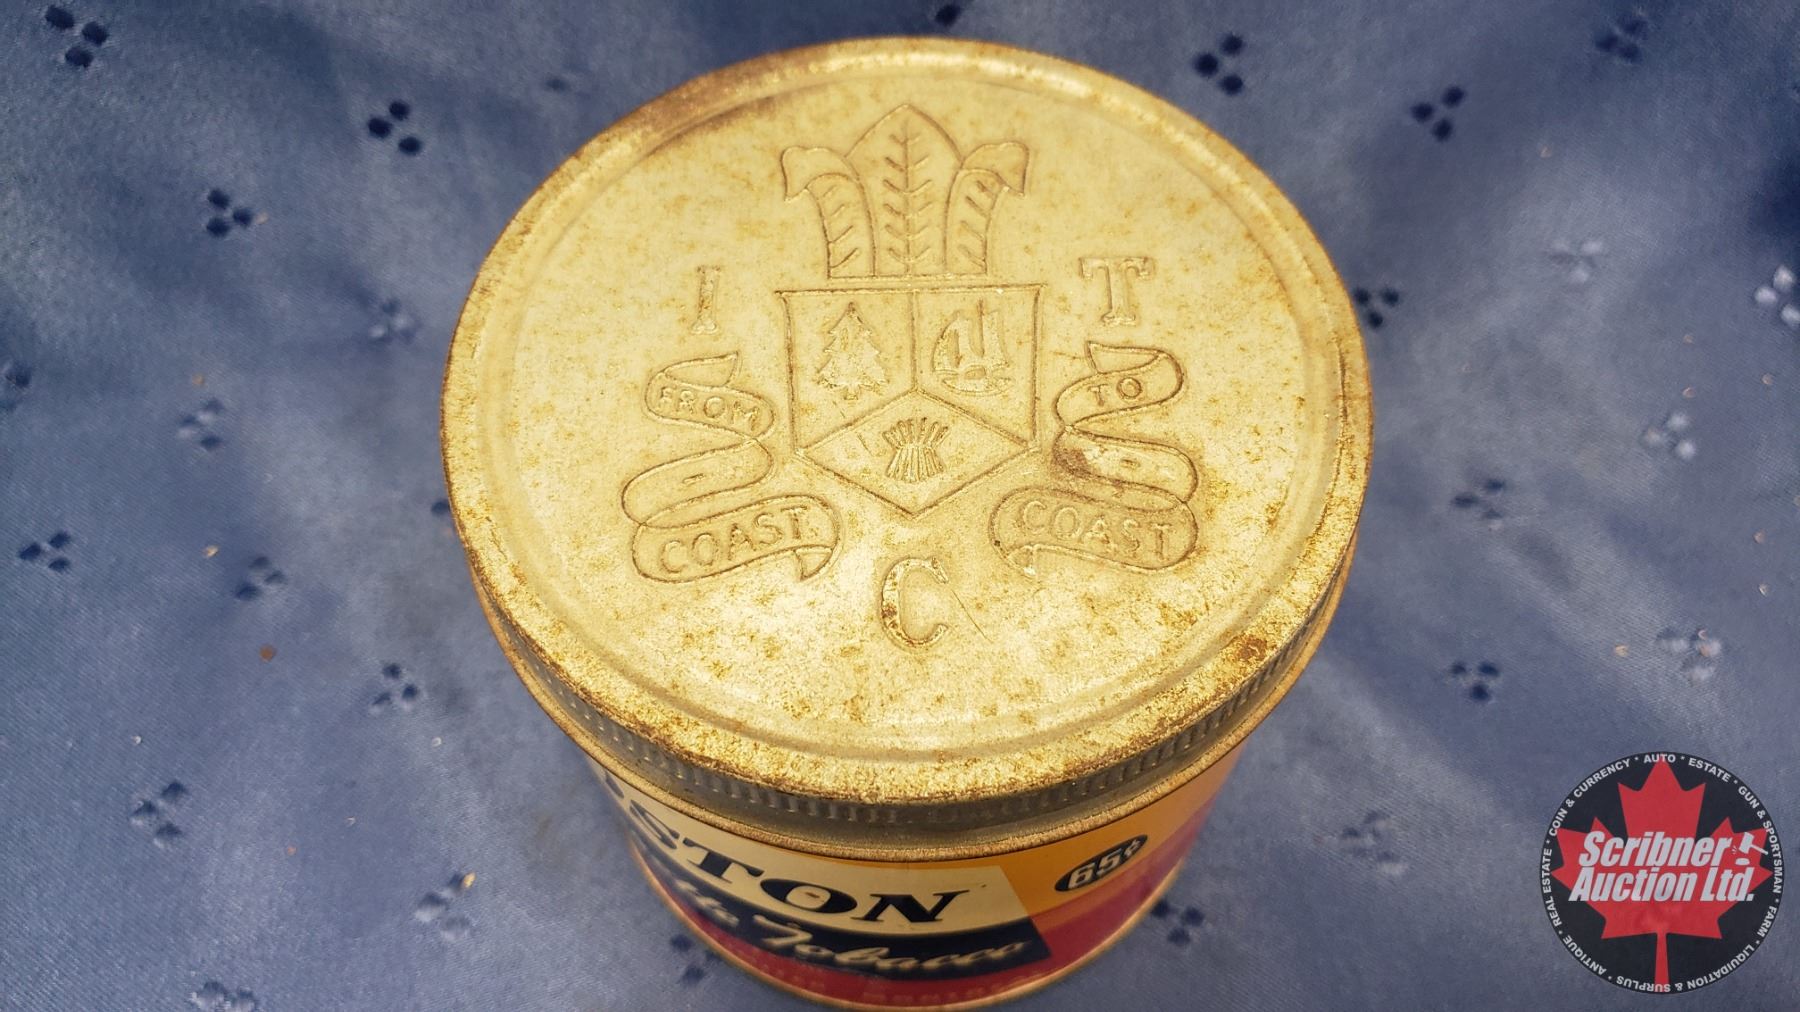 I T
FROM TO
COAST COAST
C
STON
65¢
Tobacco
COIN & CURRENCY * AUTO * ESTATE * GUN & SPORTSMAN * FARM * LIQUIDATION & SURPLUS * ANTIQUE * REAL ESTATE *
Scribner
Auction Ltd.